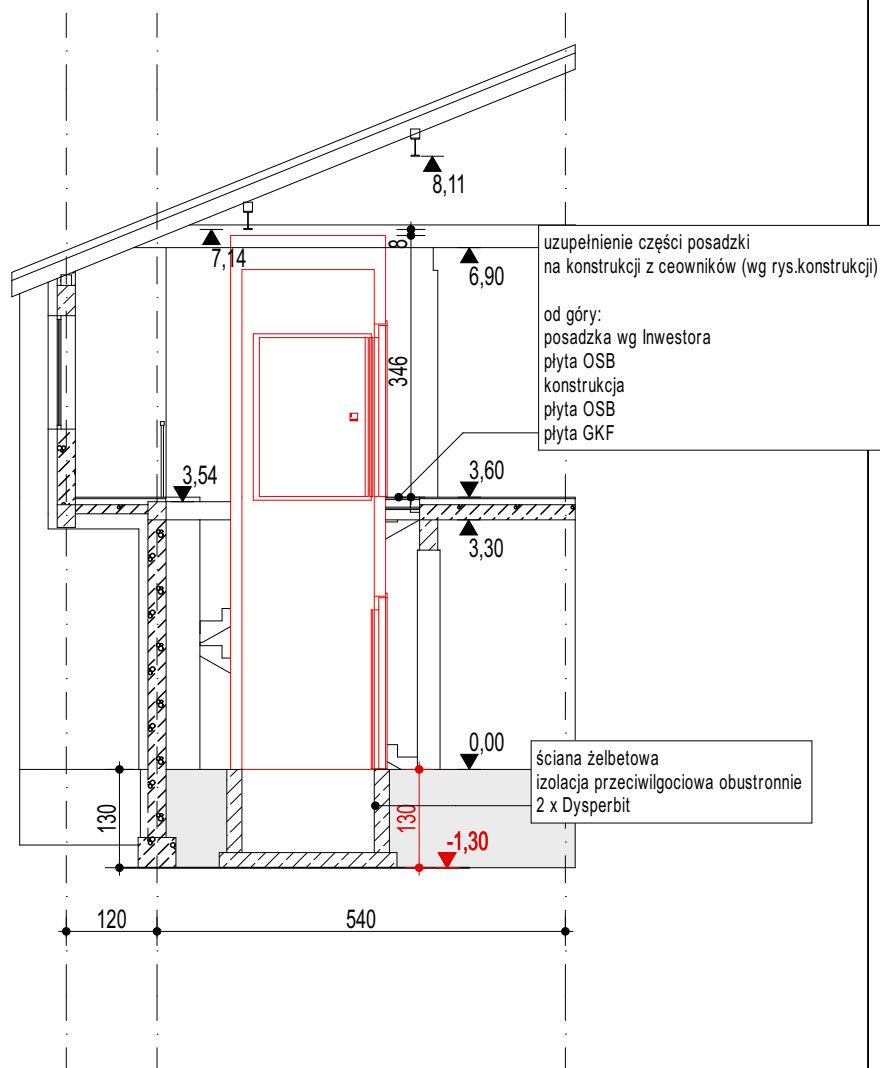 8,11
7,14
8
6,90
uzupełnienie części posadzki
na konstrukcji z ceowników (wg rys.konstrukcji)
od góry:
posadzka wg Inwestora
płyta OSB
konstrukcja
płyta OSB
płyta GKF
346
3,54
3,60
3,30
0,00
ściana żelbetowa
izolacja przeciwilgociowa obustronnie
2 x Dysperbit
130
130
-1,30
120
540